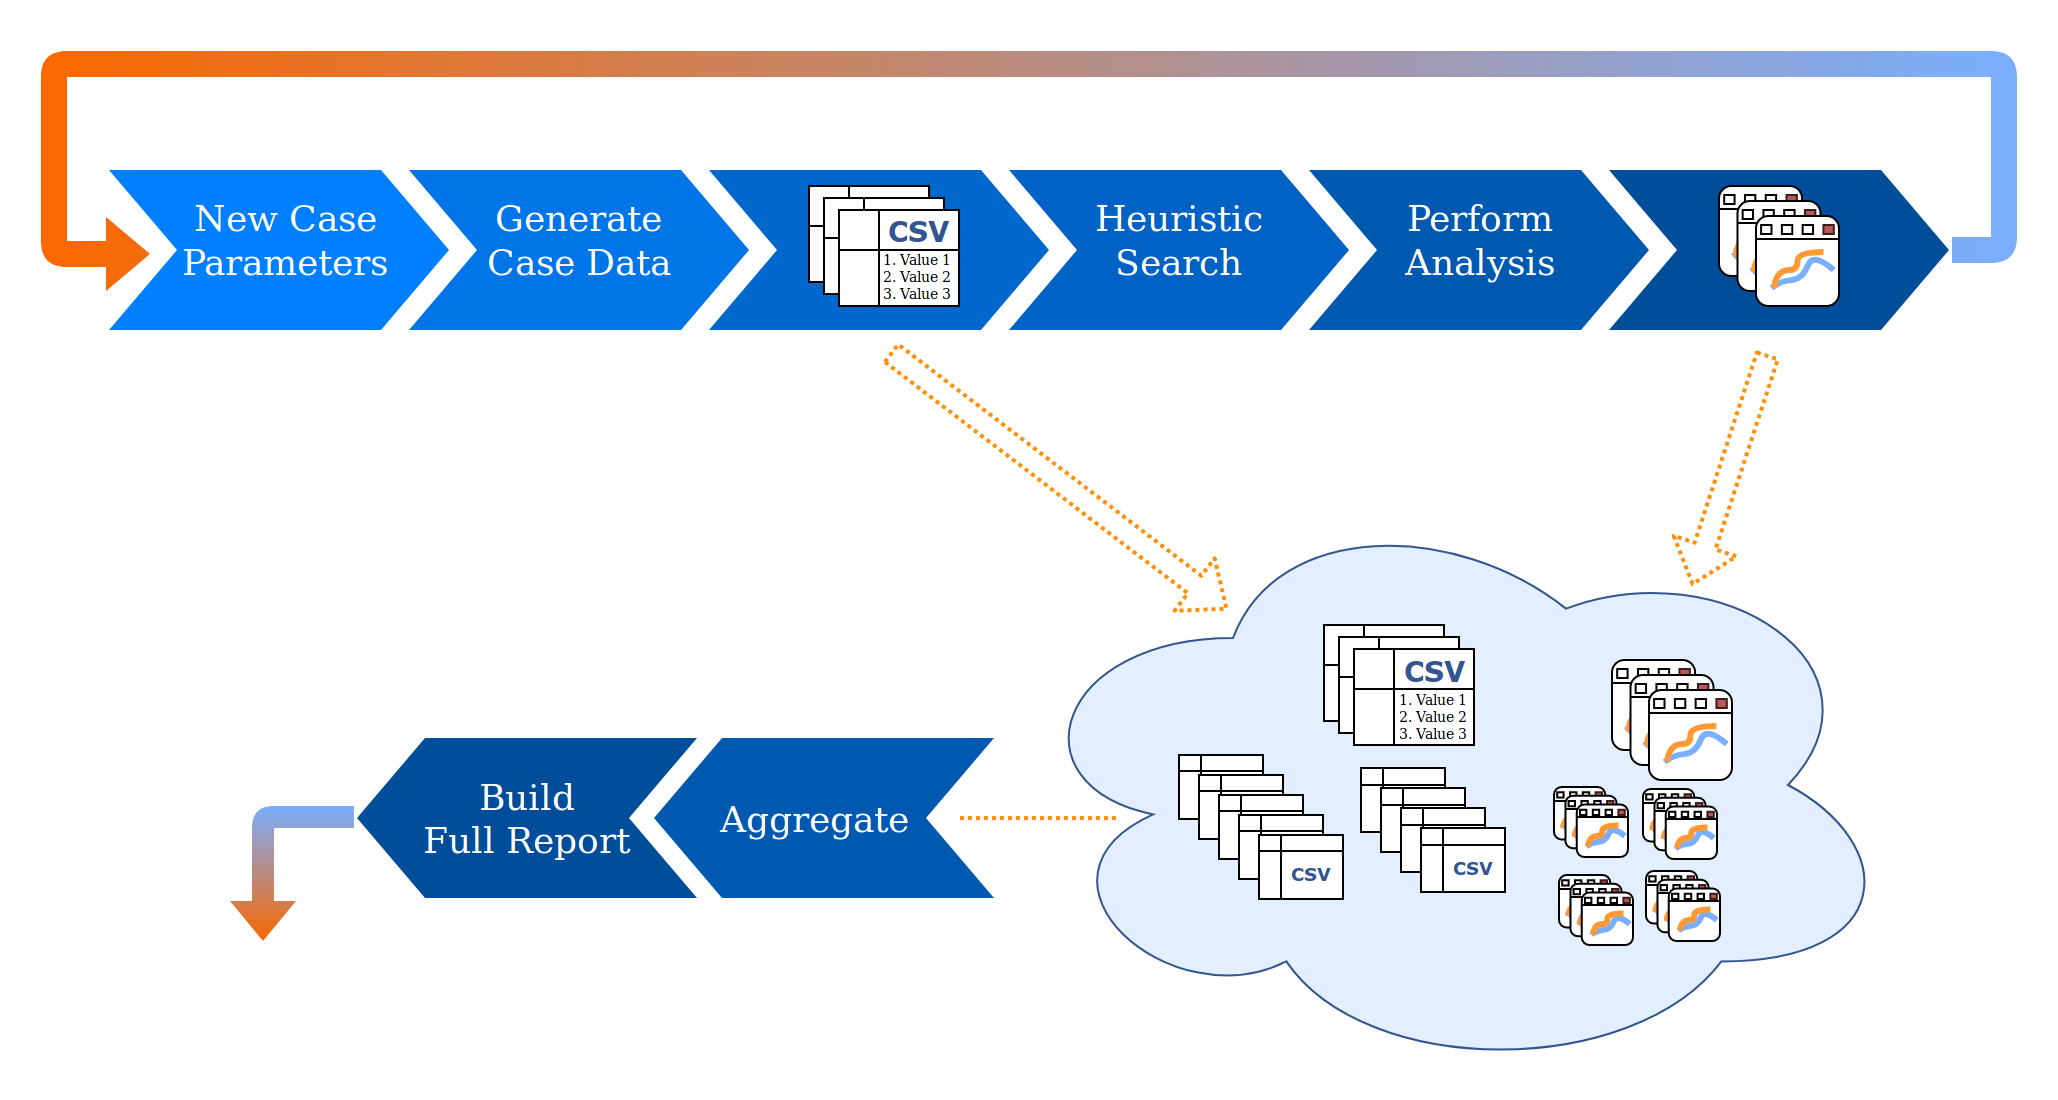 New Case
Parameters
Generate
Case Data
CSV
1. Value 1
2. Value 2
3. Value 3
Heuristic
Search
Perform
Analysis
CSV
1. Value 1
2. Value 2
3. Value 3
CSV
CSV
Aggregate
Build
Full Report